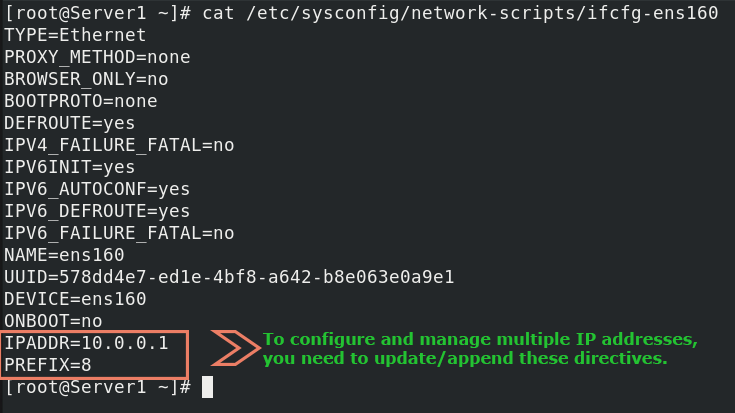 [root@Server1 ~]# cat /etc/sysconfig/network-scripts/ifcfg-ens160
TYPE=Ethernet
PROXY_METHOD=none
BROWSER_ONLY=no
BOOTPROTO=none
DEFROUTE=yes
IPV4_FAILURE_FATAL=no
IPV6INIT=yes
IPV6_AUTOCONF=yes
IPV6_DEFROUTE=yes
IPV6_FAILURE_FATAL=no
NAME=ens160
UUID=578dd4e7-ed1e-4bf8-a642-b8e063e0a9e1
DEVICE=ens160
ONBOOT=no
IPADDR=10.0.0.1
PREFIX=8
To configure and manage multiple IP addresses,
you need to update/append these directives.
[root@Server1 ~]#